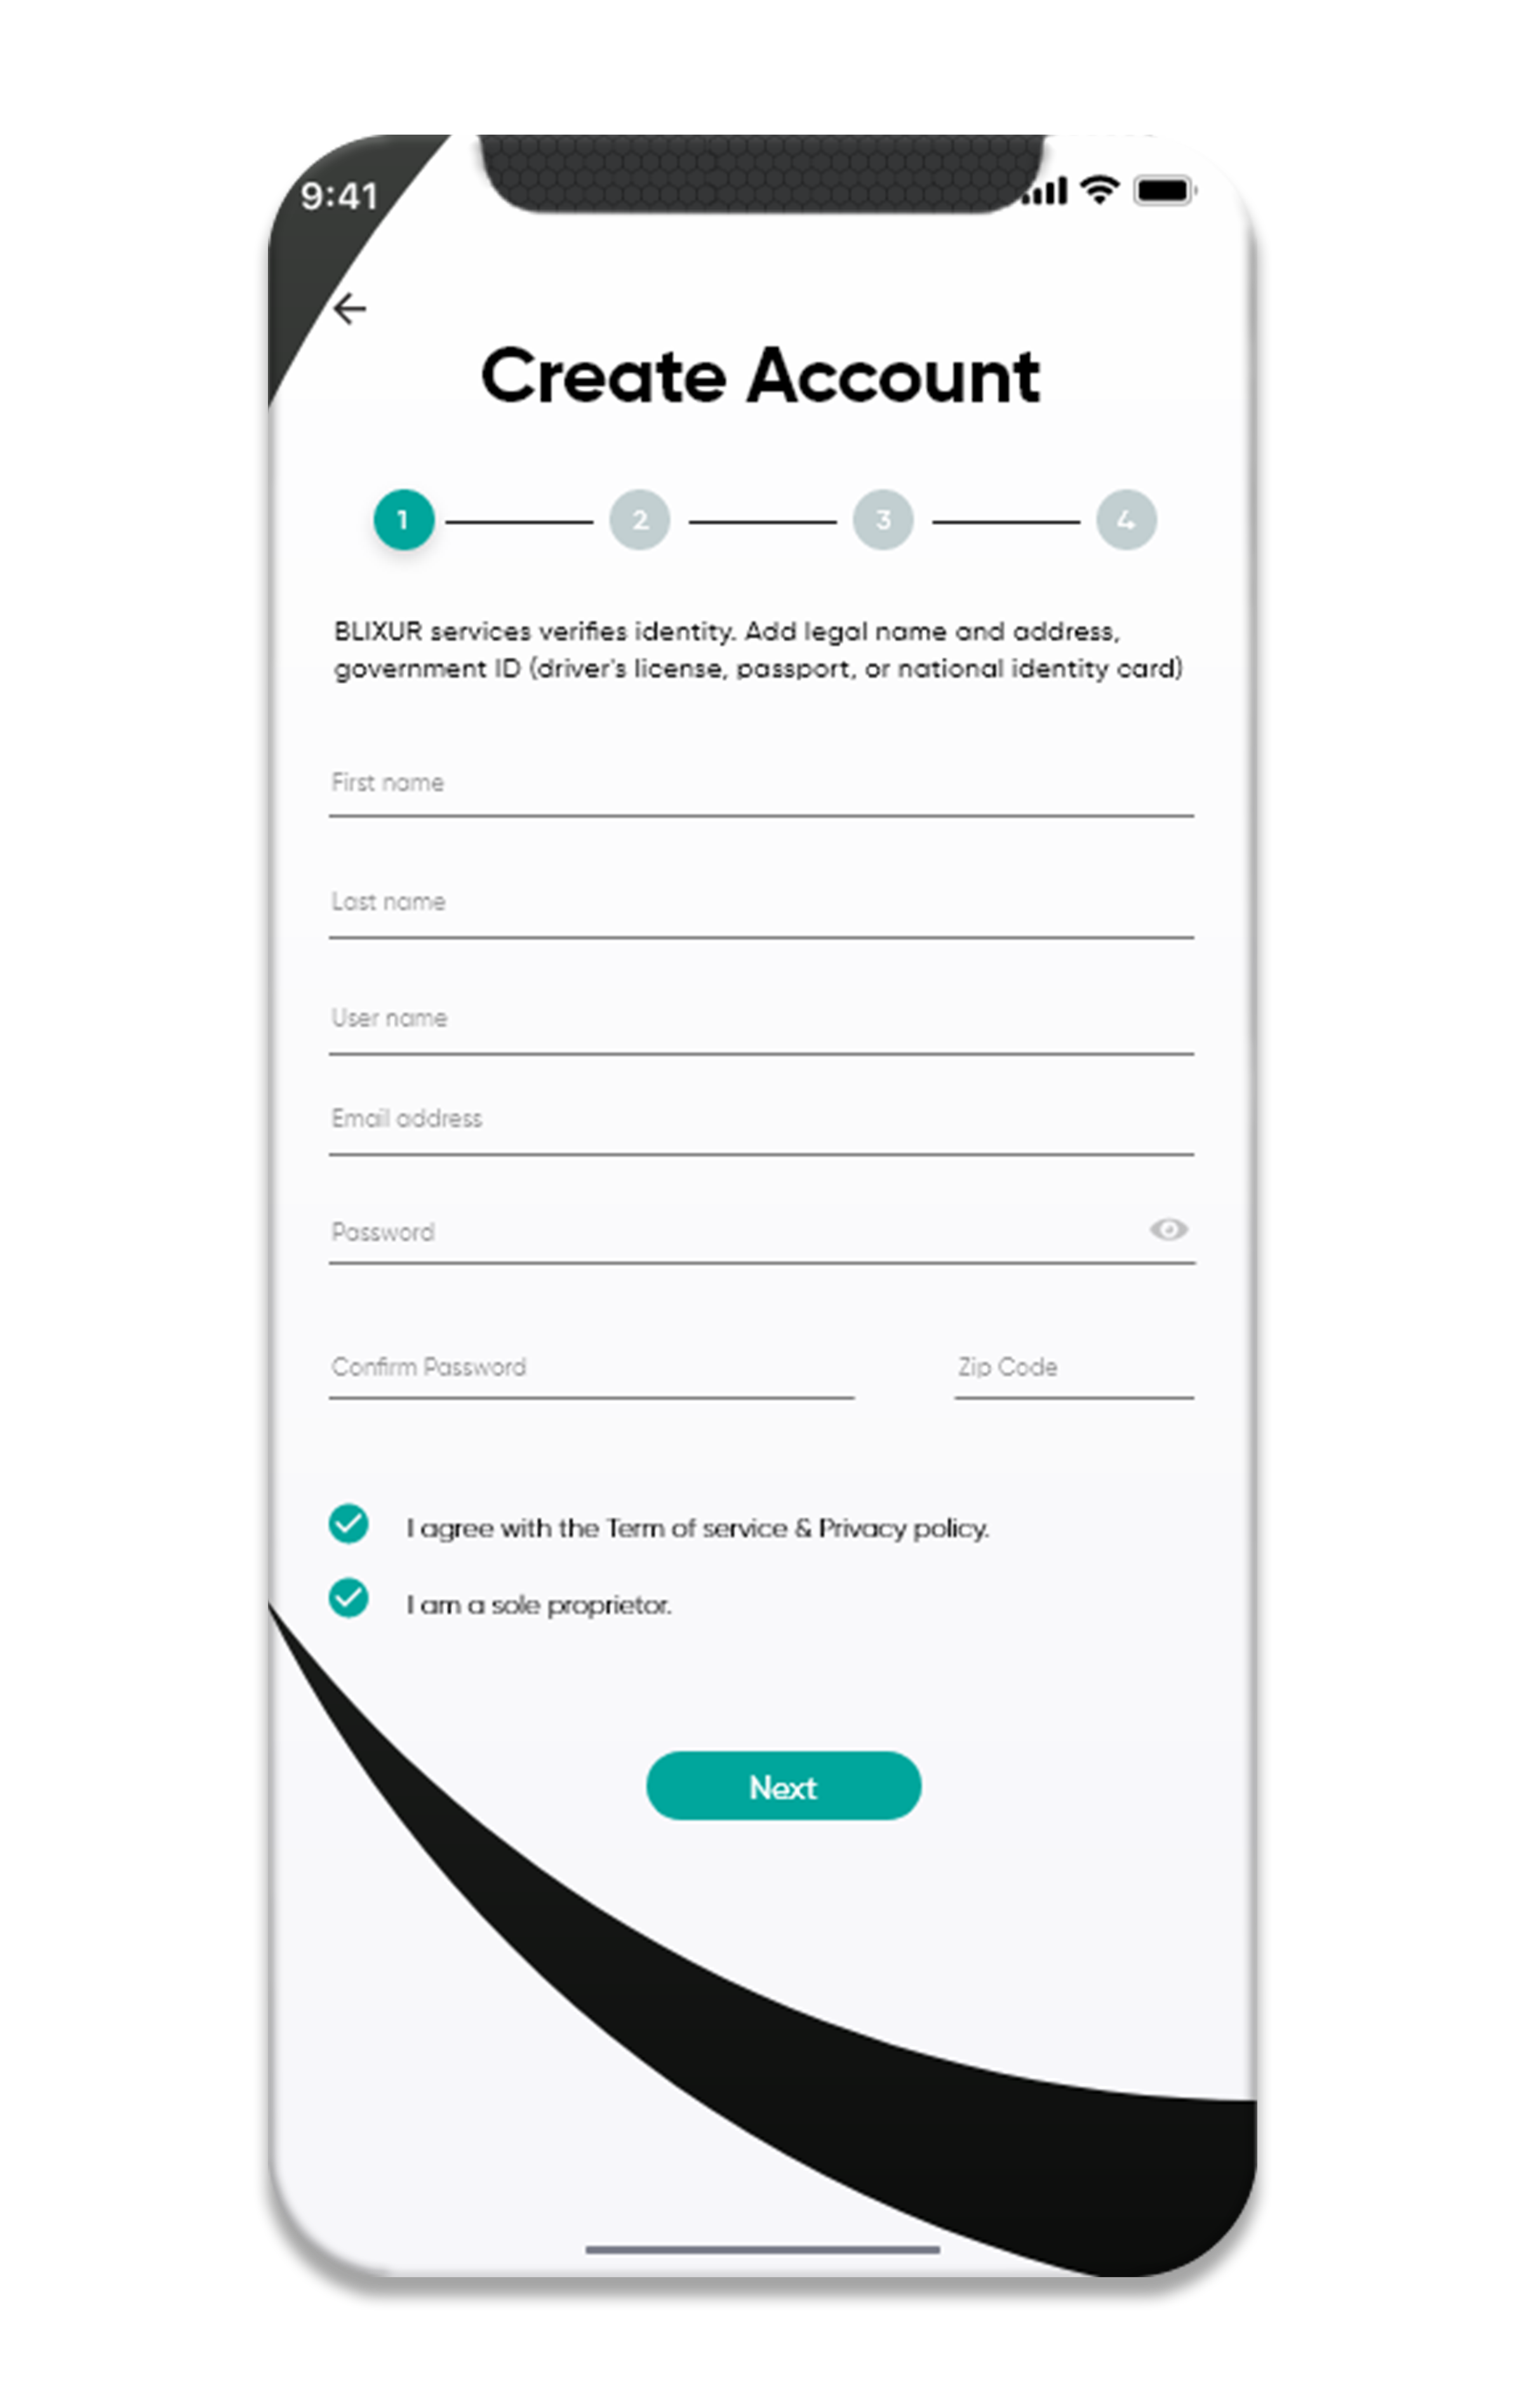 9:41
Create Account
1 2 3 4
BLIXUR services verifies identity. Add legal name and address,
government ID (driver's license, passport, or national identity card)
First name
Last name
User name
Email address
Password
Confirm Password Zip Code
I agree with the Term of service & Privacy policy.
I am a sole proprietor.
Next